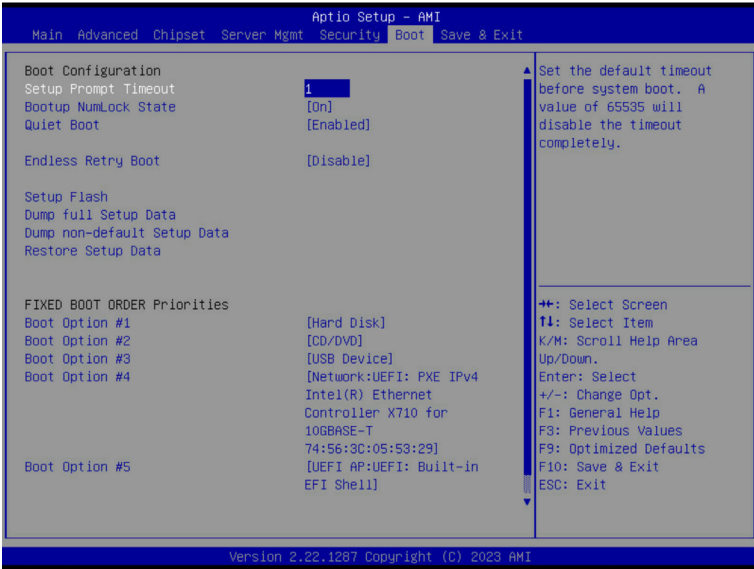 Aptio Setup - AMI
Main Advanced Chipset Server Mgmt Security Boot Save & Exit
Boot Configuration
Setup Prompt Timeout 1
Bootup NumLock State [On]
Quiet Boot [Enabled]
Endless Retry Boot [Disable]
Setup Flash
Dump full Setup Data
Dump non-default Setup Data
Restore Setup Data
FIXED BOOT ORDER Priorities
Boot Option #1 [Hard Disk]
Boot Option #2 [CD/DVD]
Boot Option #3 [USB Device]
Boot Option #4 [Network:UEFI: PXE IPv4
Intel(R) Ethernet
Controller X710 for
10GBASE-T
74:56:3C:05:53:29]
Boot Option #5 [UEFI AP:UEFI: Built-in
EFI Shell]
Set the default timeout
before system boot. A
value of 65535 will
disable the timeout
completely.
→←: Select Screen
↑↓: Select Item
K/M: Scroll Help Area
Up/Down.
Enter: Select
+/-: Change Opt.
F1: General Help
F3: Previous Values
F9: Optimized Defaults
F10: Save & Exit
ESC: Exit
Version 2.22.1287 Copyright (C) 2023 AMI